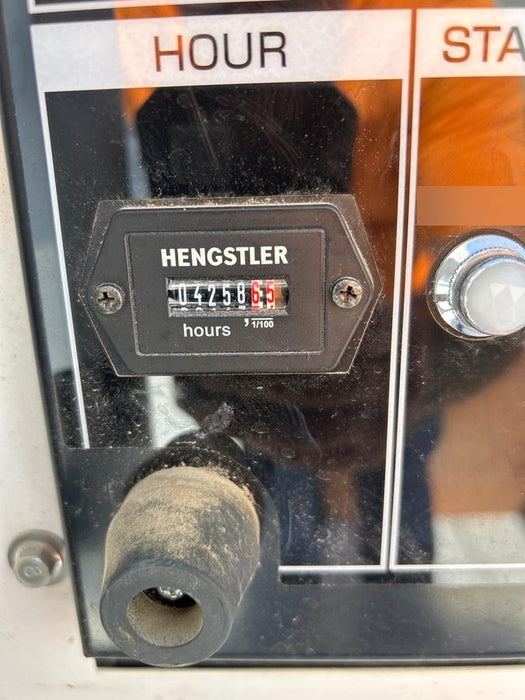 HOUR
STA
HENGSTLER
0425865
hours , 1/100